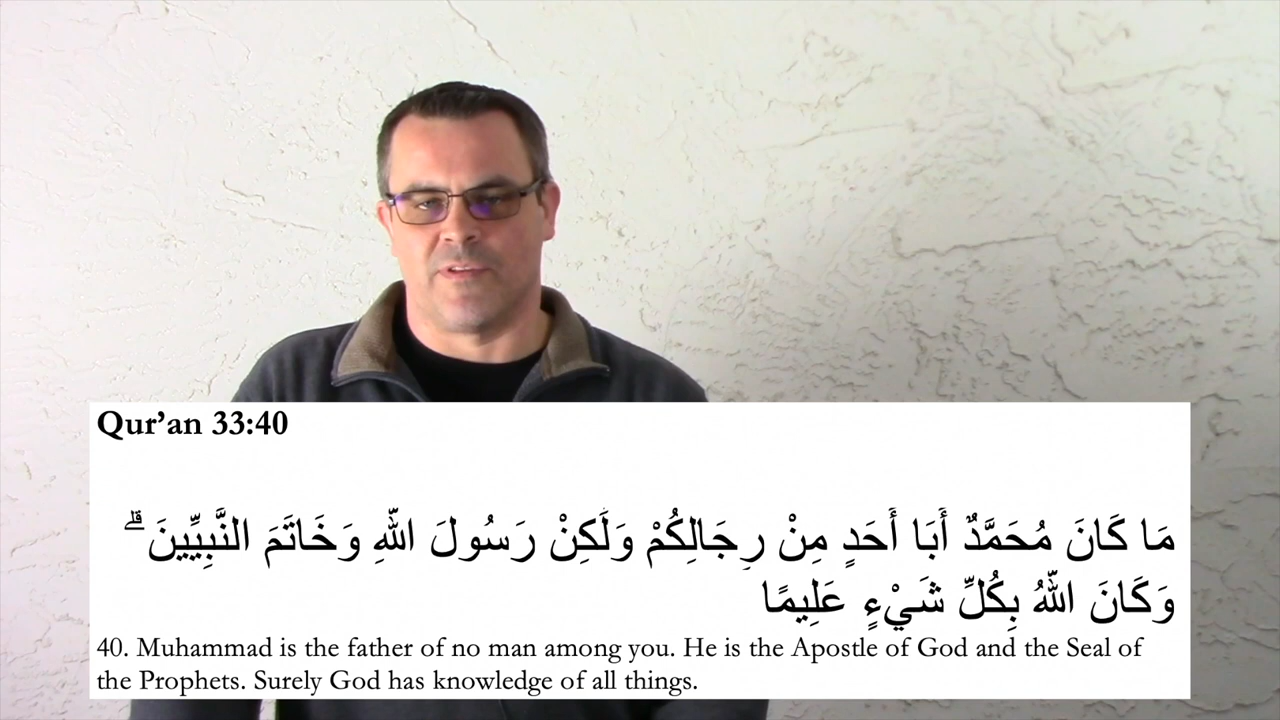 Qur’an 33:40
مَا كَانَ مُحَمَّدٌ أَبَا أَحَدٍ مِنْ رِجَالِكُمْ وَلَكِنْ رَسُولَ اللَّهِ وَخَاتَمَ النَّبِيِّينَ ۗ
وَكَانَ اللَّهُ بِكُلِّ شَيْءٍ عَلِيمًا
40. Muhammad is the father of no man among you. He is the Apostle of God and the Seal of
the Prophets. Surely God has knowledge of all things.